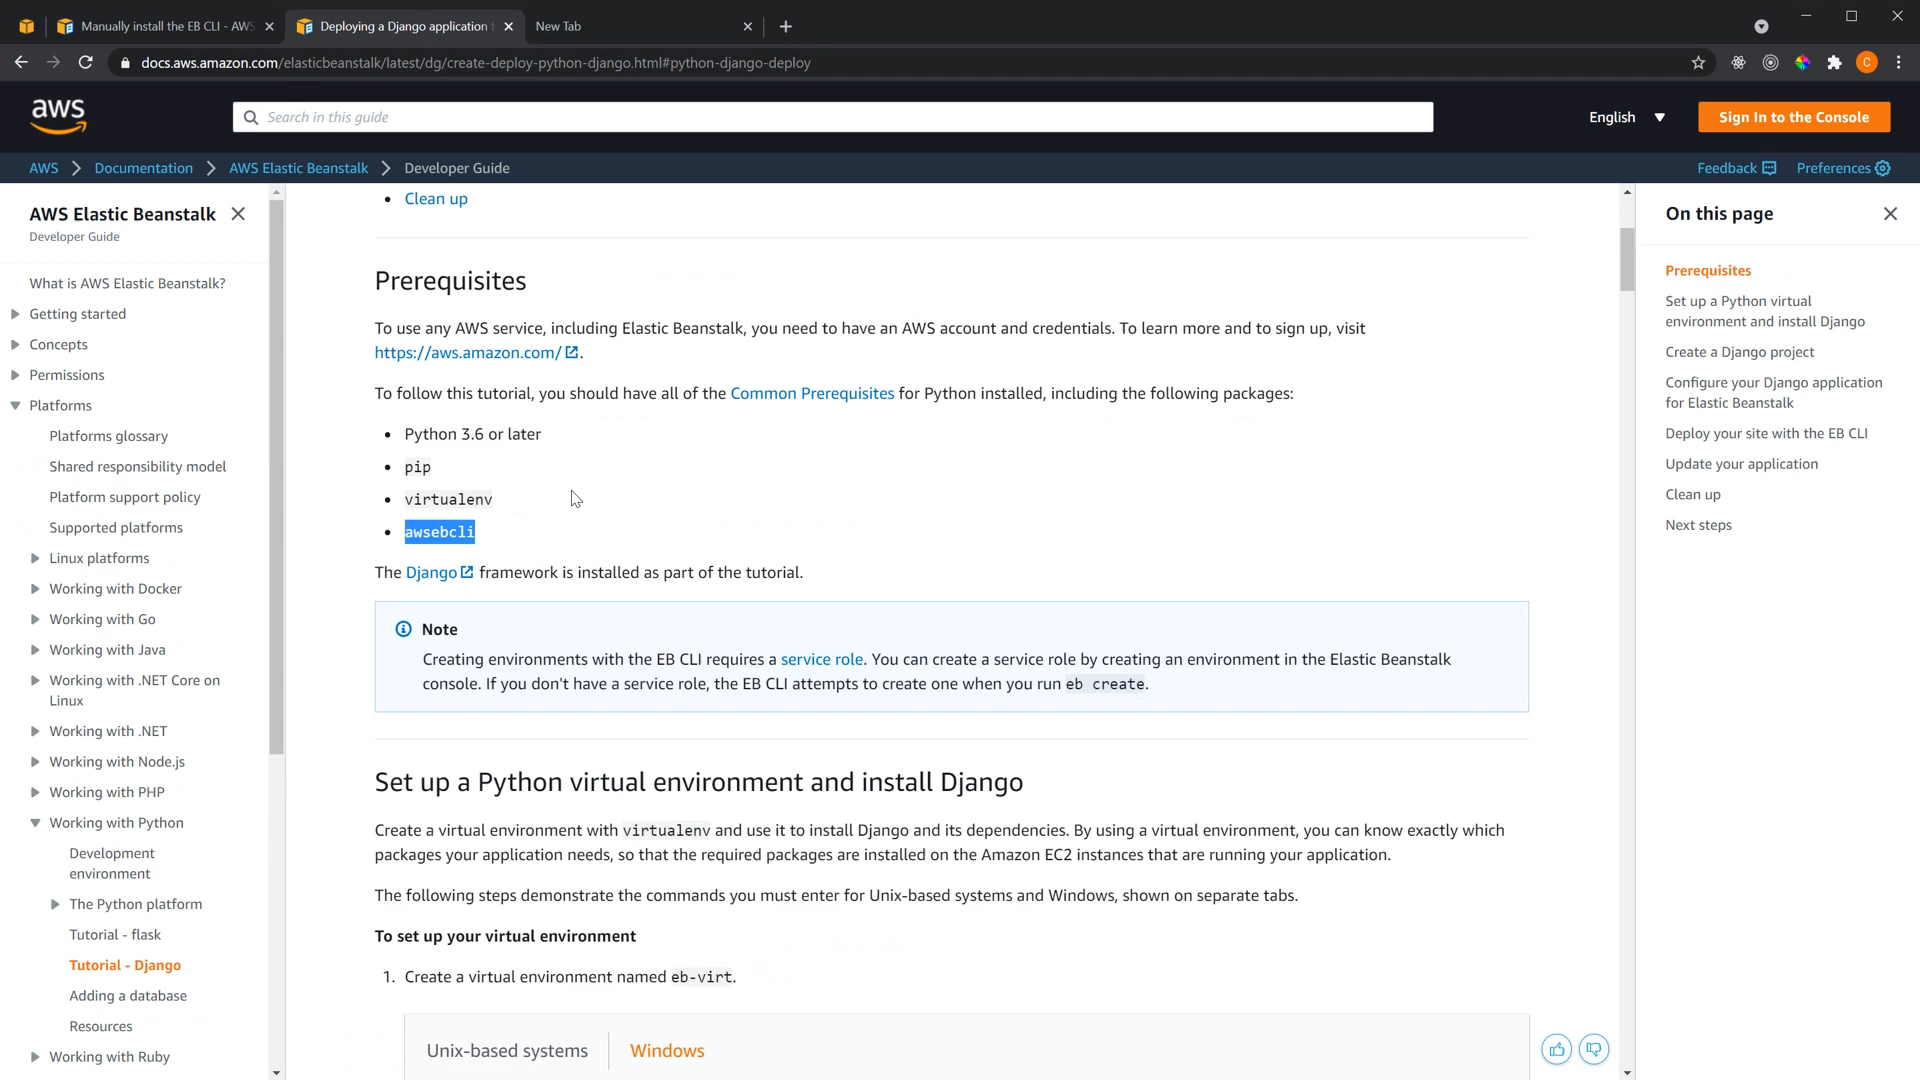 Manually install the EB CLI - AWS
Deploying a Django application t
New Tab
docs.aws.amazon.com/elasticbeanstalk/latest/dg/create-deploy-python-django.html#python-django-deploy
C
aws
Search in this guide
English
Sign In to the Console
AWS
Documentation
AWS Elastic Beanstalk
Developer Guide
Feedback
Preferences
AWS Elastic Beanstalk
Developer Guide
What is AWS Elastic Beanstalk?
Getting started
Concepts
Permissions
Platforms
Platforms glossary
Shared responsibility model
Platform support policy
Supported platforms
Linux platforms
Working with Docker
Working with Go
Working with Java
Working with .NET Core on
Linux
Working with .NET
Working with Node.js
Working with PHP
Working with Python
Development
environment
The Python platform
Tutorial - flask
Tutorial - Django
Adding a database
Resources
Working with Ruby
Clean up
Prerequisites
To use any AWS service, including Elastic Beanstalk, you need to have an AWS account and credentials. To learn more and to sign up, visit
https://aws.amazon.com/.
To follow this tutorial, you should have all of the Common Prerequisites for Python installed, including the following packages:
Python 3.6 or later
pip
virtualenv
awsebcli
The Django framework is installed as part of the tutorial.
Note
Creating environments with the EB CLI requires a service role. You can create a service role by creating an environment in the Elastic Beanstalk
console. If you don't have a service role, the EB CLI attempts to create one when you run eb create.
Set up a Python virtual environment and install Django
Create a virtual environment with virtualenv and use it to install Django and its dependencies. By using a virtual environment, you can know exactly which
packages your application needs, so that the required packages are installed on the Amazon EC2 instances that are running your application.
The following steps demonstrate the commands you must enter for Unix-based systems and Windows, shown on separate tabs.
To set up your virtual environment
1. Create a virtual environment named eb-virt.
Unix-based systems
Windows
On this page
Prerequisites
Set up a Python virtual
environment and install Django
Create a Django project
Configure your Django application
for Elastic Beanstalk
Deploy your site with the EB CLI
Update your application
Clean up
Next steps